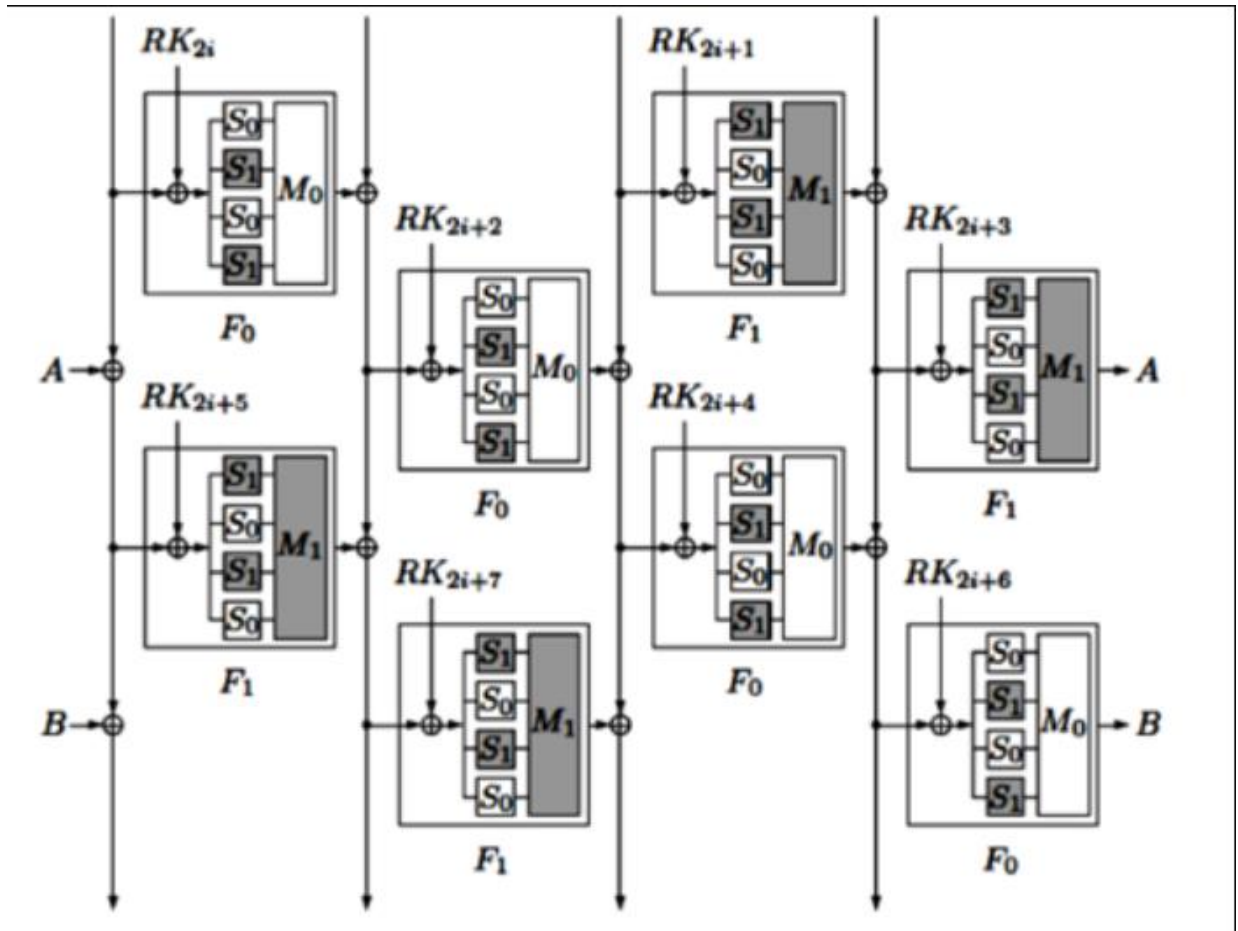 RK2i RK2i+1
S0 S1
S1 M0 S0 M1
S0 S1
S1 S0
RK2i+2 RK2i+3
F0 F1
S0 S1
S1 M0 S0 M1
S0 S1
S1 S0
A A
RK2i+5 RK2i+4
F0 F1
S1 S0
S0 M1 S1 M0
S1 S0
S0 S1
RK2i+7 RK2i+6
F1 F0
S1 S0
S0 M1 S1 M0
S1 S0
S0 S1
B B
F1 F0